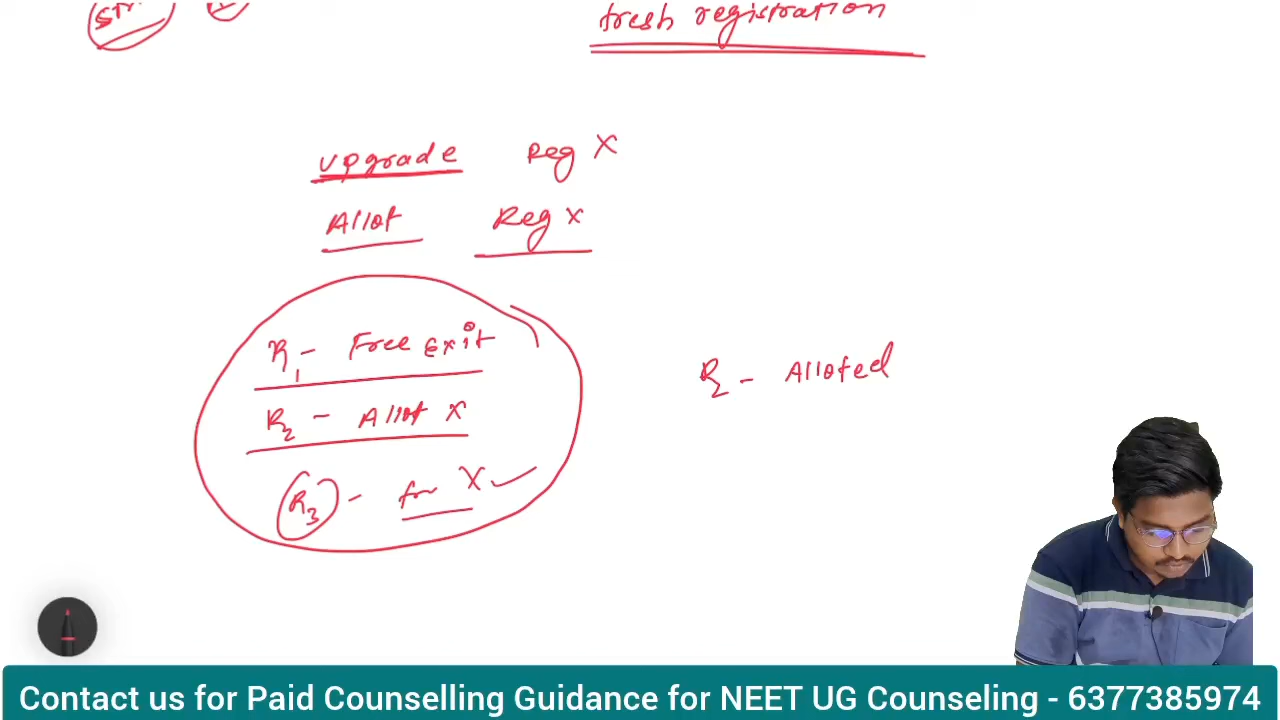 fresh registration
upgrade Reg X
Allot Reg X
R1 - Free Exit
R2 - Allot X
R3 - for X ✓
R2 - Alloted
Contact us for Paid Counselling Guidance for NEET UG Counseling - 6377385974